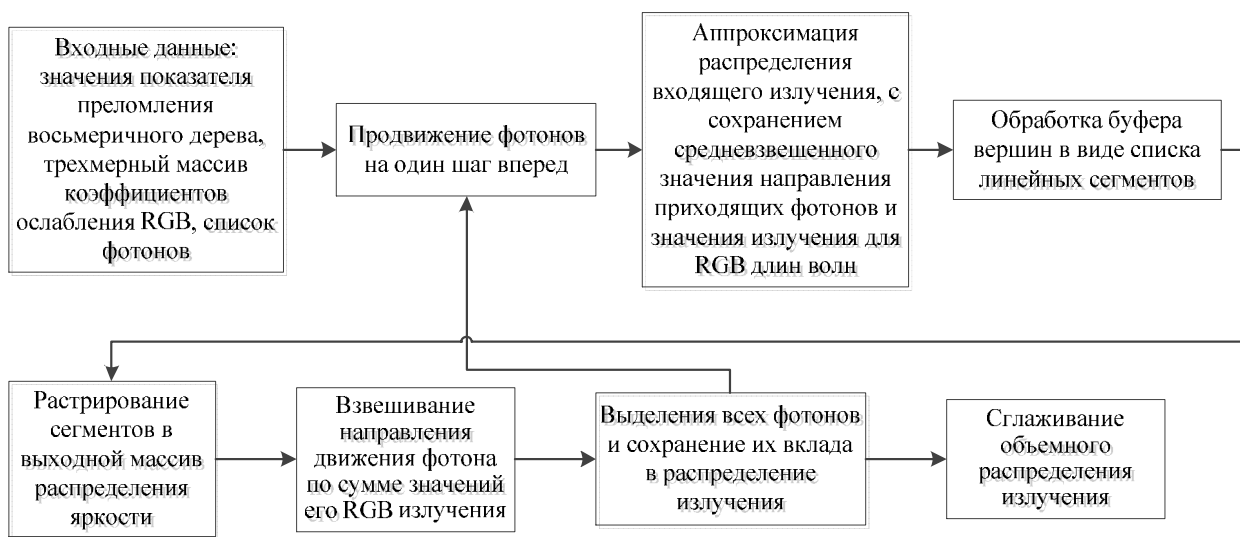 Входные данные:
значения показателя
преломления
восьмеричного дерева,
трехмерный массив
коэффициентов
ослабления RGB, список
фотонов
Продвижение фотонов
на один шаг вперед
Аппроксимация
распределения
входящего излучения, с
сохранением
средневзвешенного
значения направления
приходящих фотонов и
значения излучения для
RGB длин волн
Обработка буфера
вершин в виде списка
линейных сегментов
Растрирование
сегментов в
выходной массив
распределения
яркости
Взвешивание
направления
движения фотона
по сумме значений
его RGB излучения
Выделения всех фотонов
и сохранение их вклада
в распределение
излучения
Сглаживание
объемного
распределения
излучения